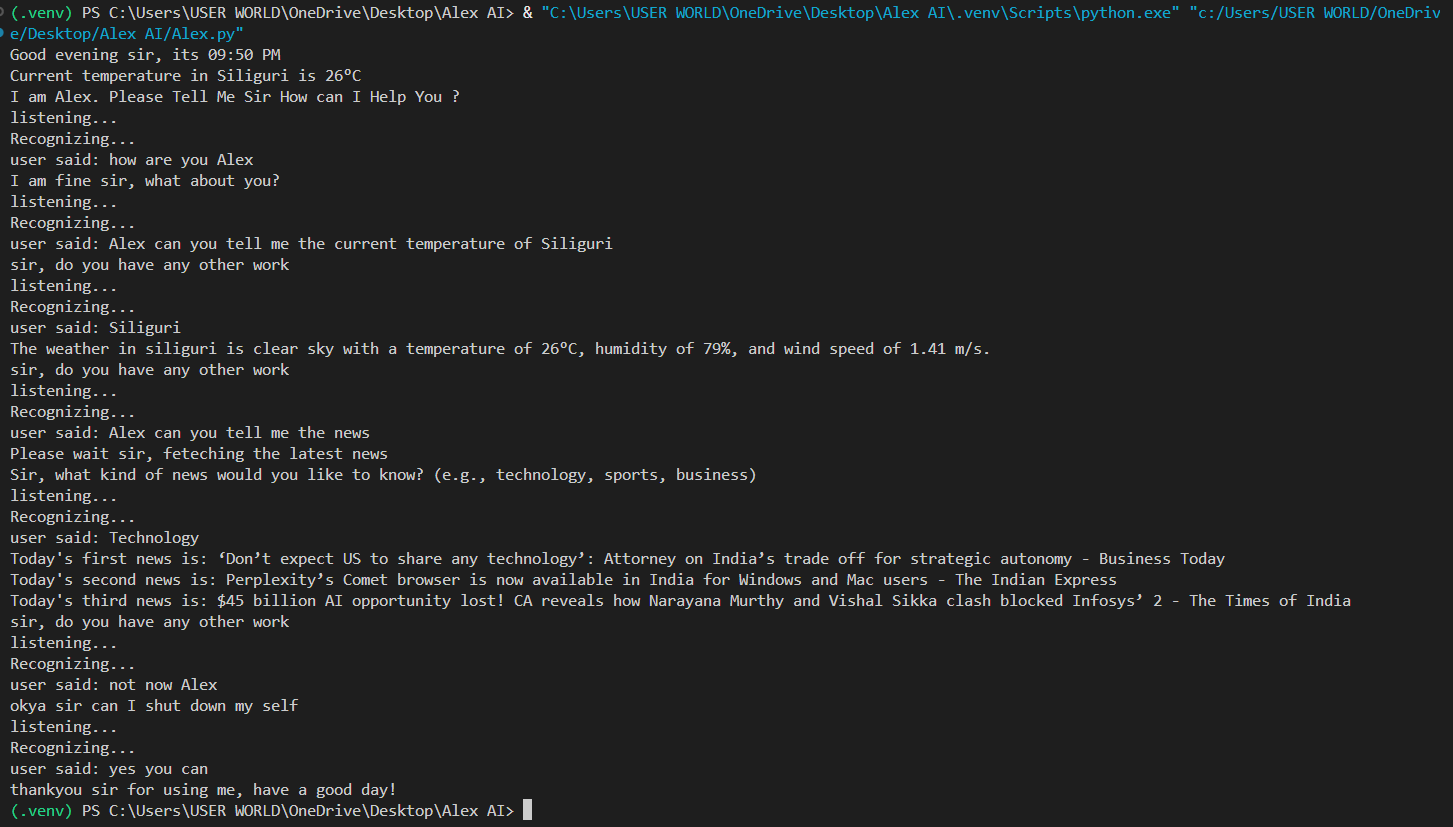 (.venv) PS C:\Users\USER WORLD\OneDrive\Desktop\Alex AI> & "C:\Users\USER WORLD\OneDrive\Desktop\Alex AI\.venv\Scripts\python.exe" "c:/Users/USER WORLD/OneDriv
e/Desktop/Alex AI/Alex.py"
Good evening sir, its 09:50 PM
Current temperature in Siliguri is 26°C
I am Alex. Please Tell Me Sir How can I Help You ?
listening...
Recognizing...
user said: how are you Alex
I am fine sir, what about you?
listening...
Recognizing...
user said: Alex can you tell me the current temperature of Siliguri
sir, do you have any other work
listening...
Recognizing...
user said: Siliguri
The weather in siliguri is clear sky with a temperature of 26°C, humidity of 79%, and wind speed of 1.41 m/s.
sir, do you have any other work
listening...
Recognizing...
user said: Alex can you tell me the news
Please wait sir, feteching the latest news
Sir, what kind of news would you like to know? (e.g., technology, sports, business)
listening...
Recognizing...
user said: Technology
Today's first news is: ‘Don’t expect US to share any technology’: Attorney on India’s trade off for strategic autonomy - Business Today
Today's second news is: Perplexity’s Comet browser is now available in India for Windows and Mac users - The Indian Express
Today's third news is: $45 billion AI opportunity lost! CA reveals how Narayana Murthy and Vishal Sikka clash blocked Infosys’ 2 - The Times of India
sir, do you have any other work
listening...
Recognizing...
user said: not now Alex
okya sir can I shut down my self
listening...
Recognizing...
user said: yes you can
thankyou sir for using me, have a good day!
(.venv) PS C:\Users\USER WORLD\OneDrive\Desktop\Alex AI>